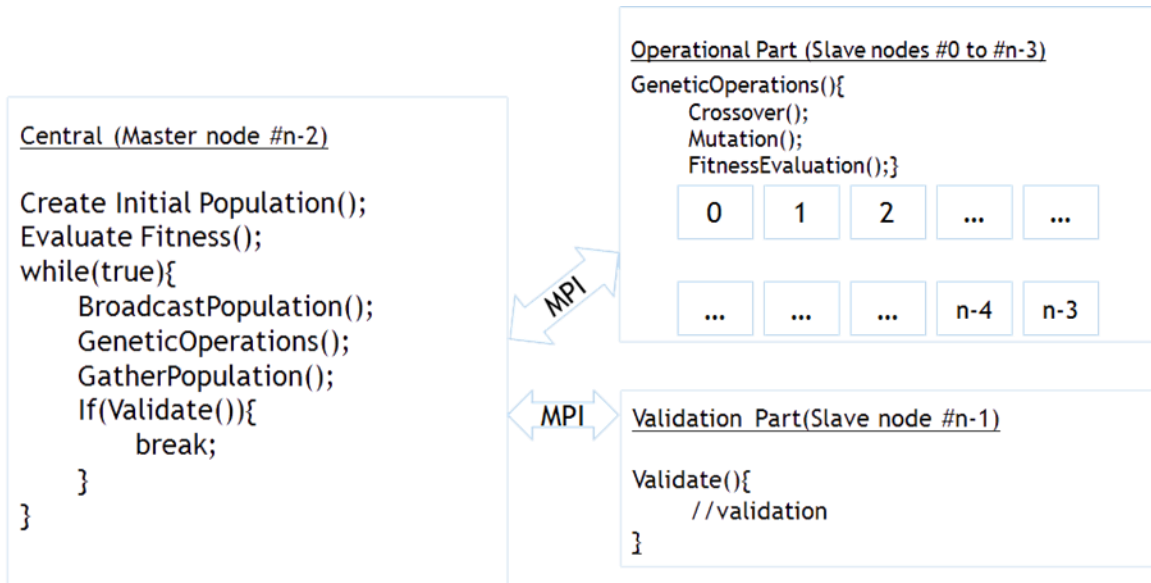 Central (Master node #n-2)
Create Initial Population();
Evaluate Fitness();
while(true){
BroadcastPopulation();
GeneticOperations();
GatherPopulation();
If(Validate()){
break;
}
}
MPI
MPI
Operational Part (Slave nodes #0 to #n-3)
GeneticOperations(){
Crossover();
Mutation();
FitnessEvaluation();}
0 1 2 ... ...
... ... ... n-4 n-3
Validation Part(Slave node #n-1)
Validate(){
//validation
}